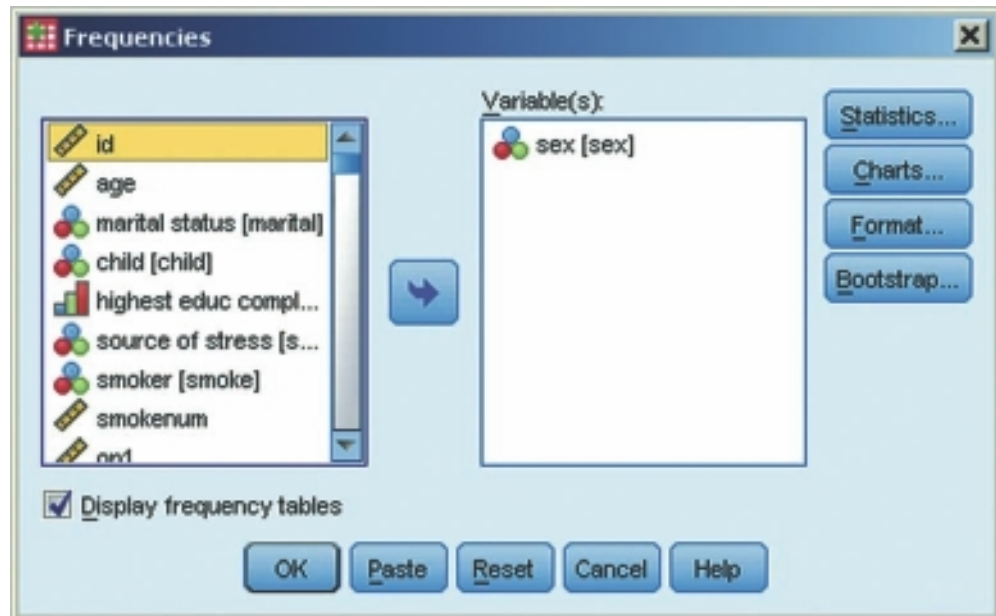 Frequencies
Variable(s):
id
age
marital status [marital]
child [child]
highest educ compl...
source of stress [s...
smoker [smoke]
smokenum
op1
sex [sex]
Statistics...
Charts...
Format...
Bootstrap...
Display frequency tables
OK
Paste
Reset
Cancel
Help